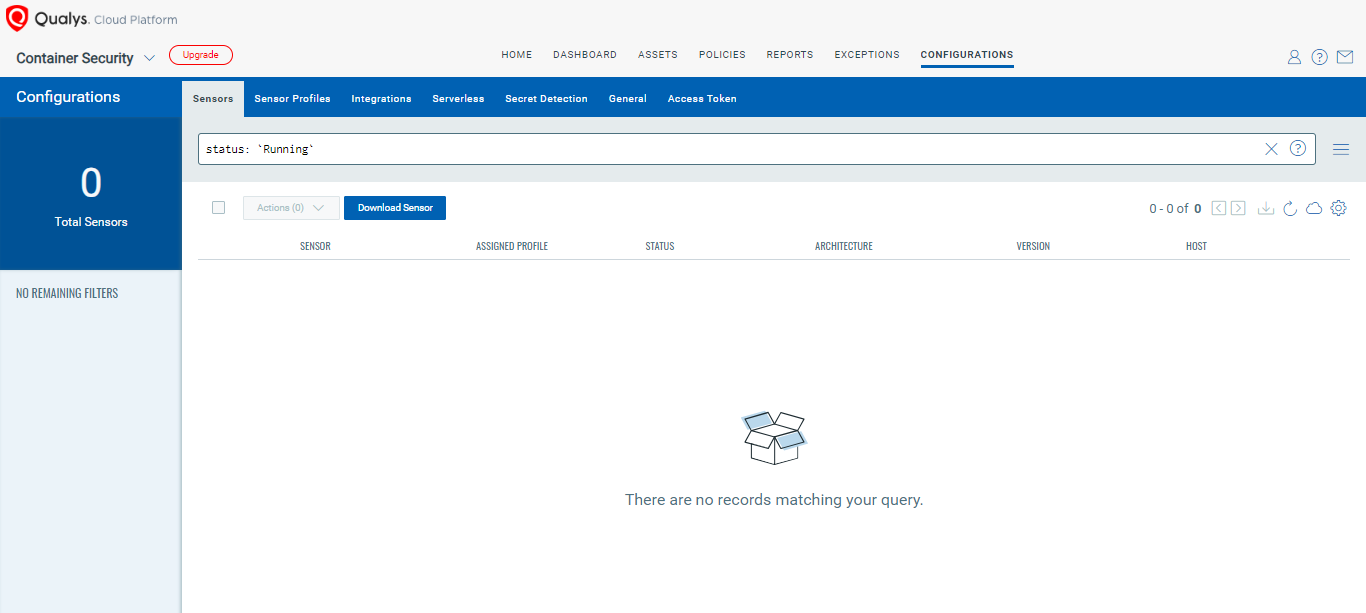 Qualys. Cloud Platform
Container Security
Upgrade
HOME DASHBOARD ASSETS POLICIES REPORTS EXCEPTIONS CONFIGURATIONS
Configurations
Sensors Sensor Profiles Integrations Serverless Secret Detection General Access Token
0
Total Sensors
status: `Running`
Actions (0)
Download Sensor
0 - 0 of 0
SENSOR ASSIGNED PROFILE STATUS ARCHITECTURE VERSION HOST
NO REMAINING FILTERS
There are no records matching your query.